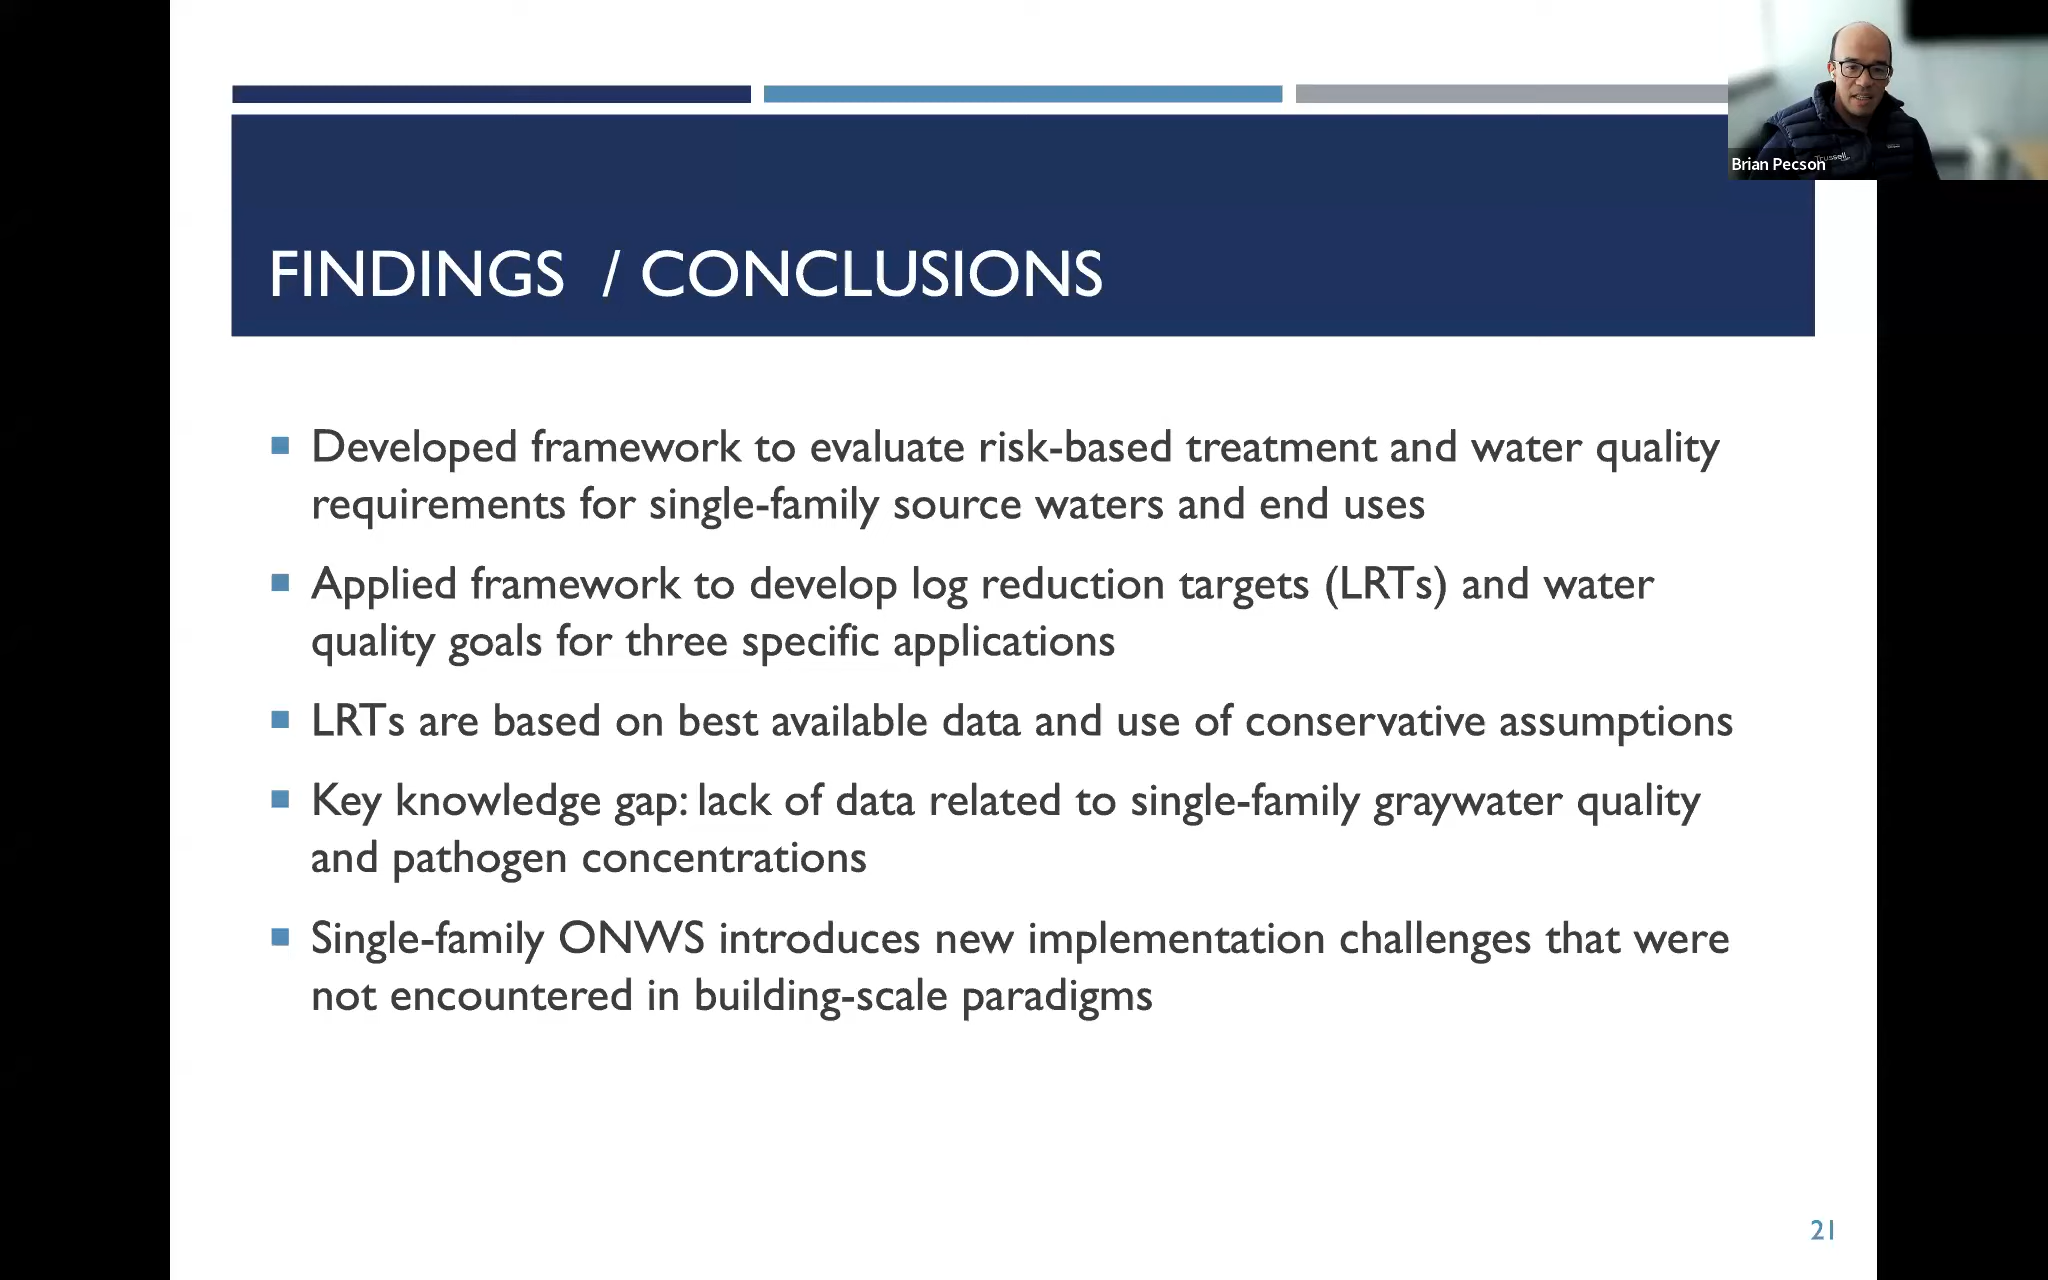 Brian Pecson
Trussell
FINDINGS / CONCLUSIONS
Developed framework to evaluate risk-based treatment and water quality
requirements for single-family source waters and end uses
Applied framework to develop log reduction targets (LRTs) and water
quality goals for three specific applications
LRTs are based on best available data and use of conservative assumptions
Key knowledge gap: lack of data related to single-family graywater quality
and pathogen concentrations
Single-family ONWS introduces new implementation challenges that were
not encountered in building-scale paradigms
21